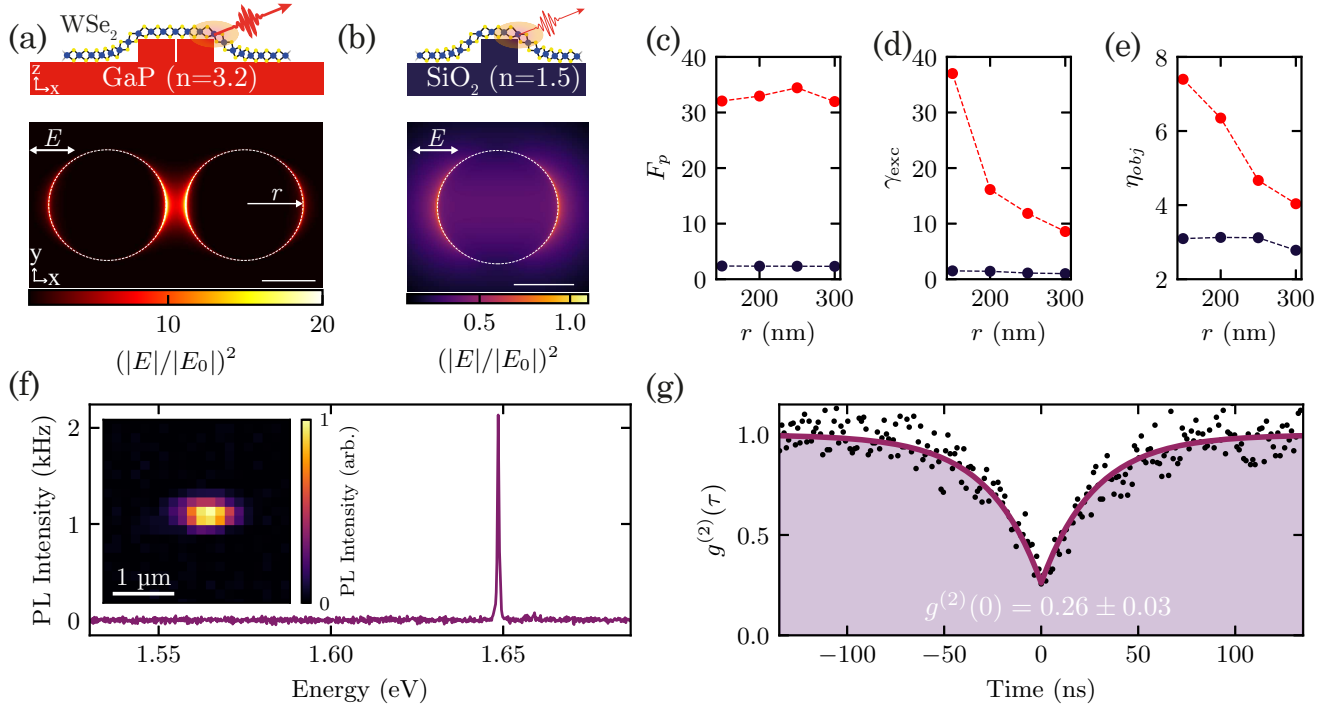 (a)
WSe₂
GaP (n=3.2)
z
x
E
r
y
x
10
20
(|E|/|E₀|)²
(b)
SiO₂ (n=1.5)
E
0.5
1.0
(|E|/|E₀|)²
(c)
40
30
20
10
0
Fₚ
200
300
r (nm)
(d)
40
30
20
10
0
γexc
200
300
r (nm)
(e)
8
6
4
2
ηobj
200
300
r (nm)
(f)
2
1
0
PL Intensity (kHz)
1 μm
1
0
PL Intensity (arb.)
1.55
1.60
1.65
Energy (eV)
(g)
1.0
0.5
0.0
g⁽²⁾(τ)
g⁽²⁾(0) = 0.26 ± 0.03
−100
−50
0
50
100
Time (ns)